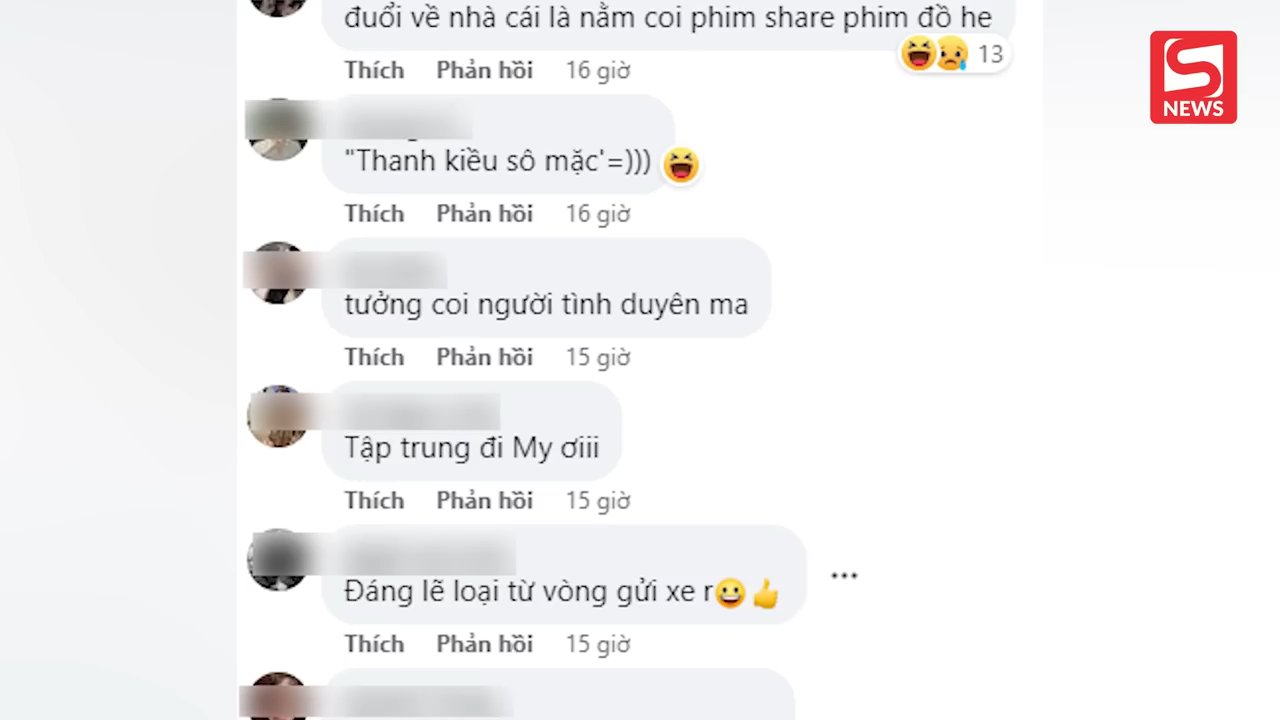 đuổi về nhà cái là nằm coi phim share phim đồ he
13
Thích Phản hồi 16 giờ
"Thanh kiều sô mặc'=)))
Thích Phản hồi 16 giờ
tưởng coi người tình duyên ma
Thích Phản hồi 15 giờ
Tập trung đi My ơiii
Thích Phản hồi 15 giờ
Đáng lẽ loại từ vòng gửi xe r
Thích Phản hồi 15 giờ
S
NEWS